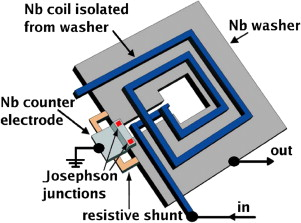 Nb coil isolated
from washer
Nb washer
Nb counter
electrode
Josephson
junctions
resistive shunt
out
in